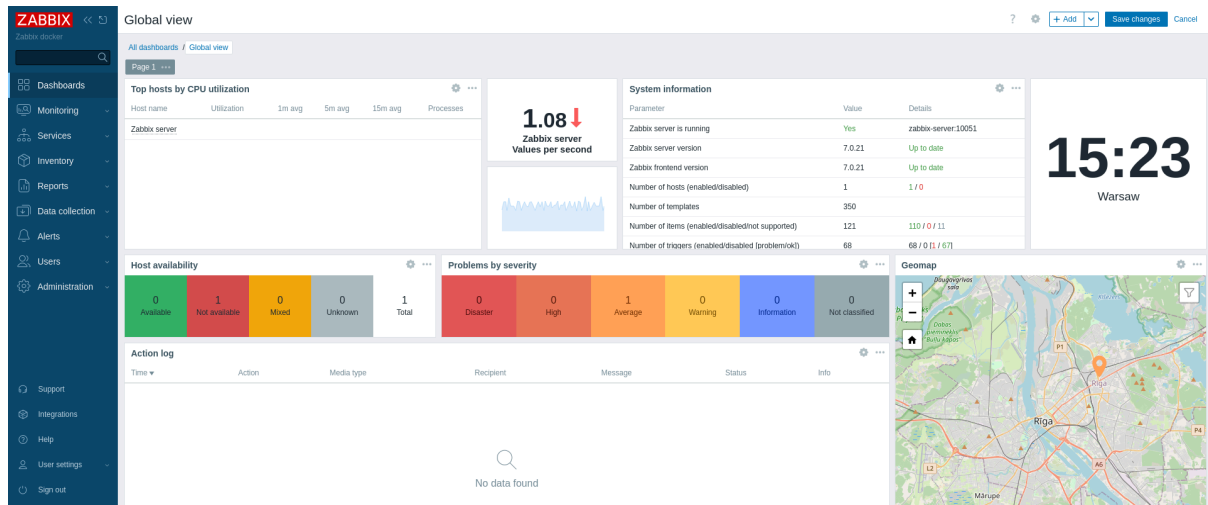 ZABBIX
Zabbix docker
Dashboards
Monitoring
Services
Inventory
Reports
Data collection
Alerts
Users
Administration
Support
Integrations
Help
User settings
Sign out
Global view
? + Add Save changes Cancel
All dashboards / Global view
Page 1
Top hosts by CPU utilization
Host name Utilization 1m avg 5m avg 15m avg Processes
Zabbix server
1.08
Zabbix server
Values per second
System information
Parameter Value Details
Zabbix server is running Yes zabbix-server:10051
Zabbix server version 7.0.21 Up to date
Zabbix frontend version 7.0.21 Up to date
Number of hosts (enabled/disabled) 1 1 / 0
Number of templates 350
Number of items (enabled/disabled/not supported) 121 110 / 0 / 11
Number of triggers (enabled/disabled [problem/ok]) 68 68 / 0 [1 / 67]
15:23
Warsaw
Host availability
0 1 0 0 1
Available Not available Mixed Unknown Total
Problems by severity
0 0 1 0 0 0
Disaster High Average Warning Information Not classified
Action log
Time Action Media type Recipient Message Status Info
No data found
Geomap
+
−
Daugavgrīvas
sala
Dabas
piemineklis
"Buļļu kāpas"
P1
Rīga
Rīga
P4
L2
A6
Mārupe